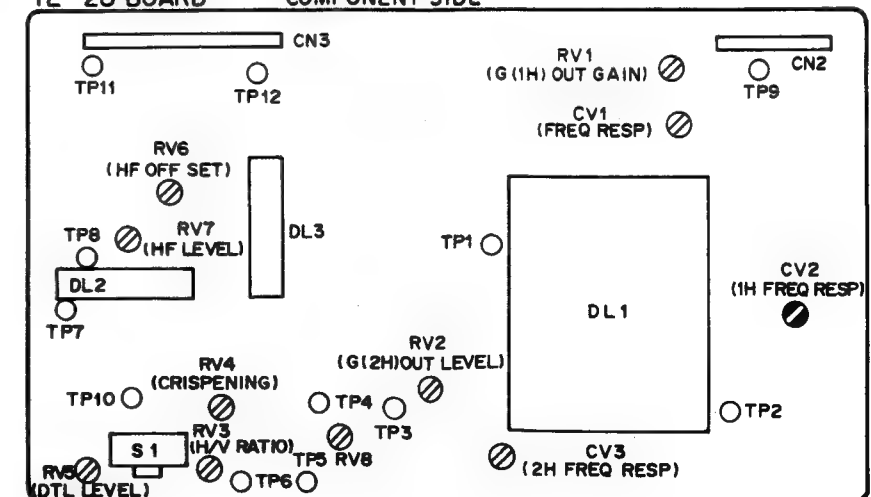 COMPONENT SIDE
CN3
TP11
TP12
RV1
(G(1H) OUT GAIN)
CN2
TP9
CV1
(FREQ RESP)
RV6
(HF OFF SET)
TP8
RV7
(HF LEVEL)
DL3
TP1
DL2
TP7
DL1
CV2
(1H FREQ RESP)
RV2
(G(2H)OUT LEVEL)
RV4
(CRISPENING)
TP10
TP4
TP3
TP2
S1
RV3
(H/V RATIO)
TP5 RV8
CV3
(2H FREQ RESP)
RV5
(DTL LEVEL)
TP6